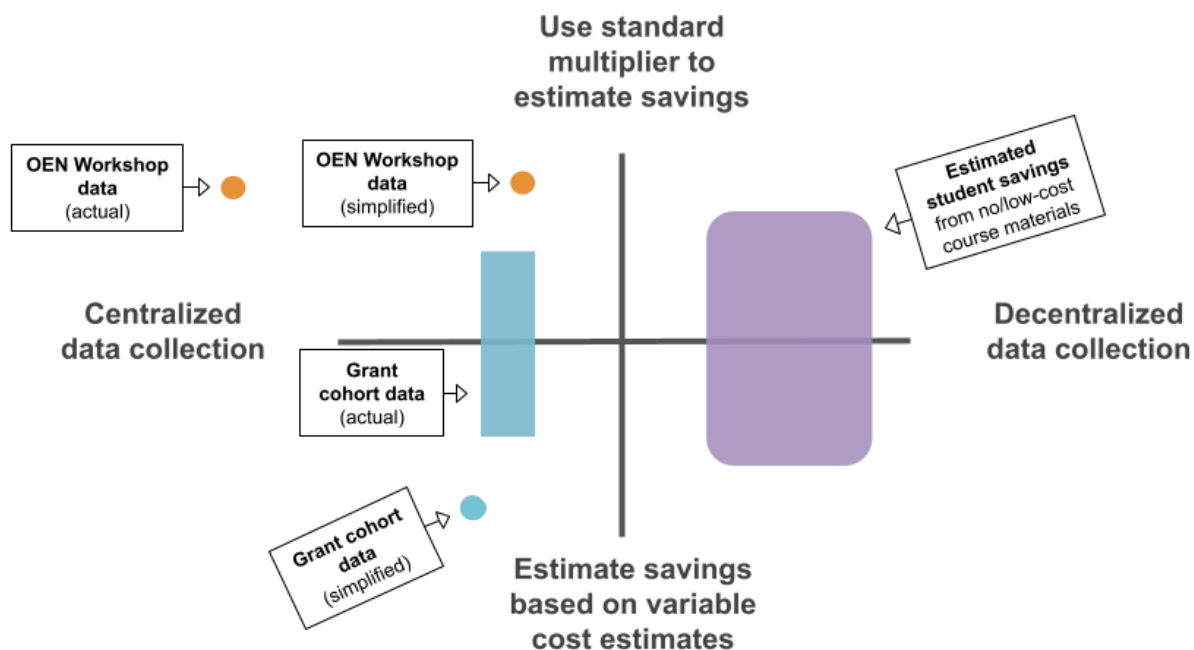 Use standard
multiplier to
estimate savings
OEN Workshop
data
(actual)
OEN Workshop
data
(simplified)
Estimated
student savings
from no/low-cost
course materials
Centralized
data collection
Decentralized
data collection
Grant
cohort data
(actual)
Grant cohort
data
(simplified)
Estimate savings
based on variable
cost estimates